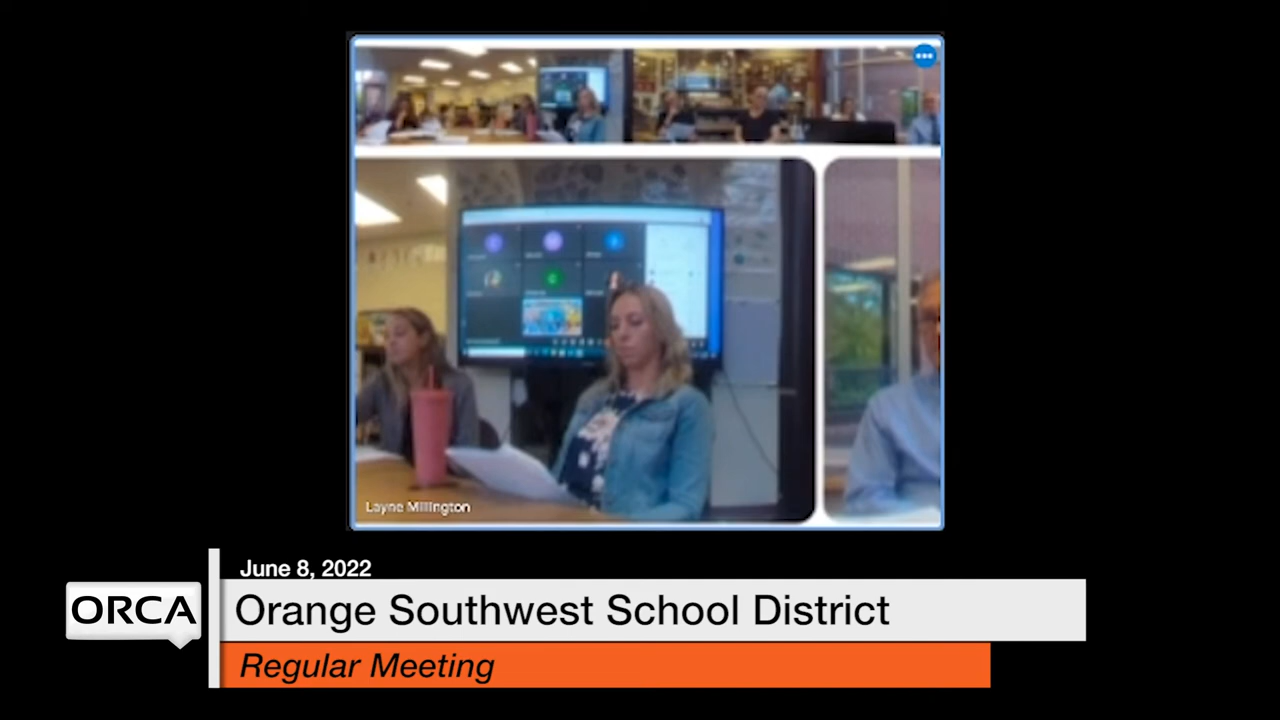 Layne Millington
June 8, 2022
ORCA
Orange Southwest School District
Regular Meeting